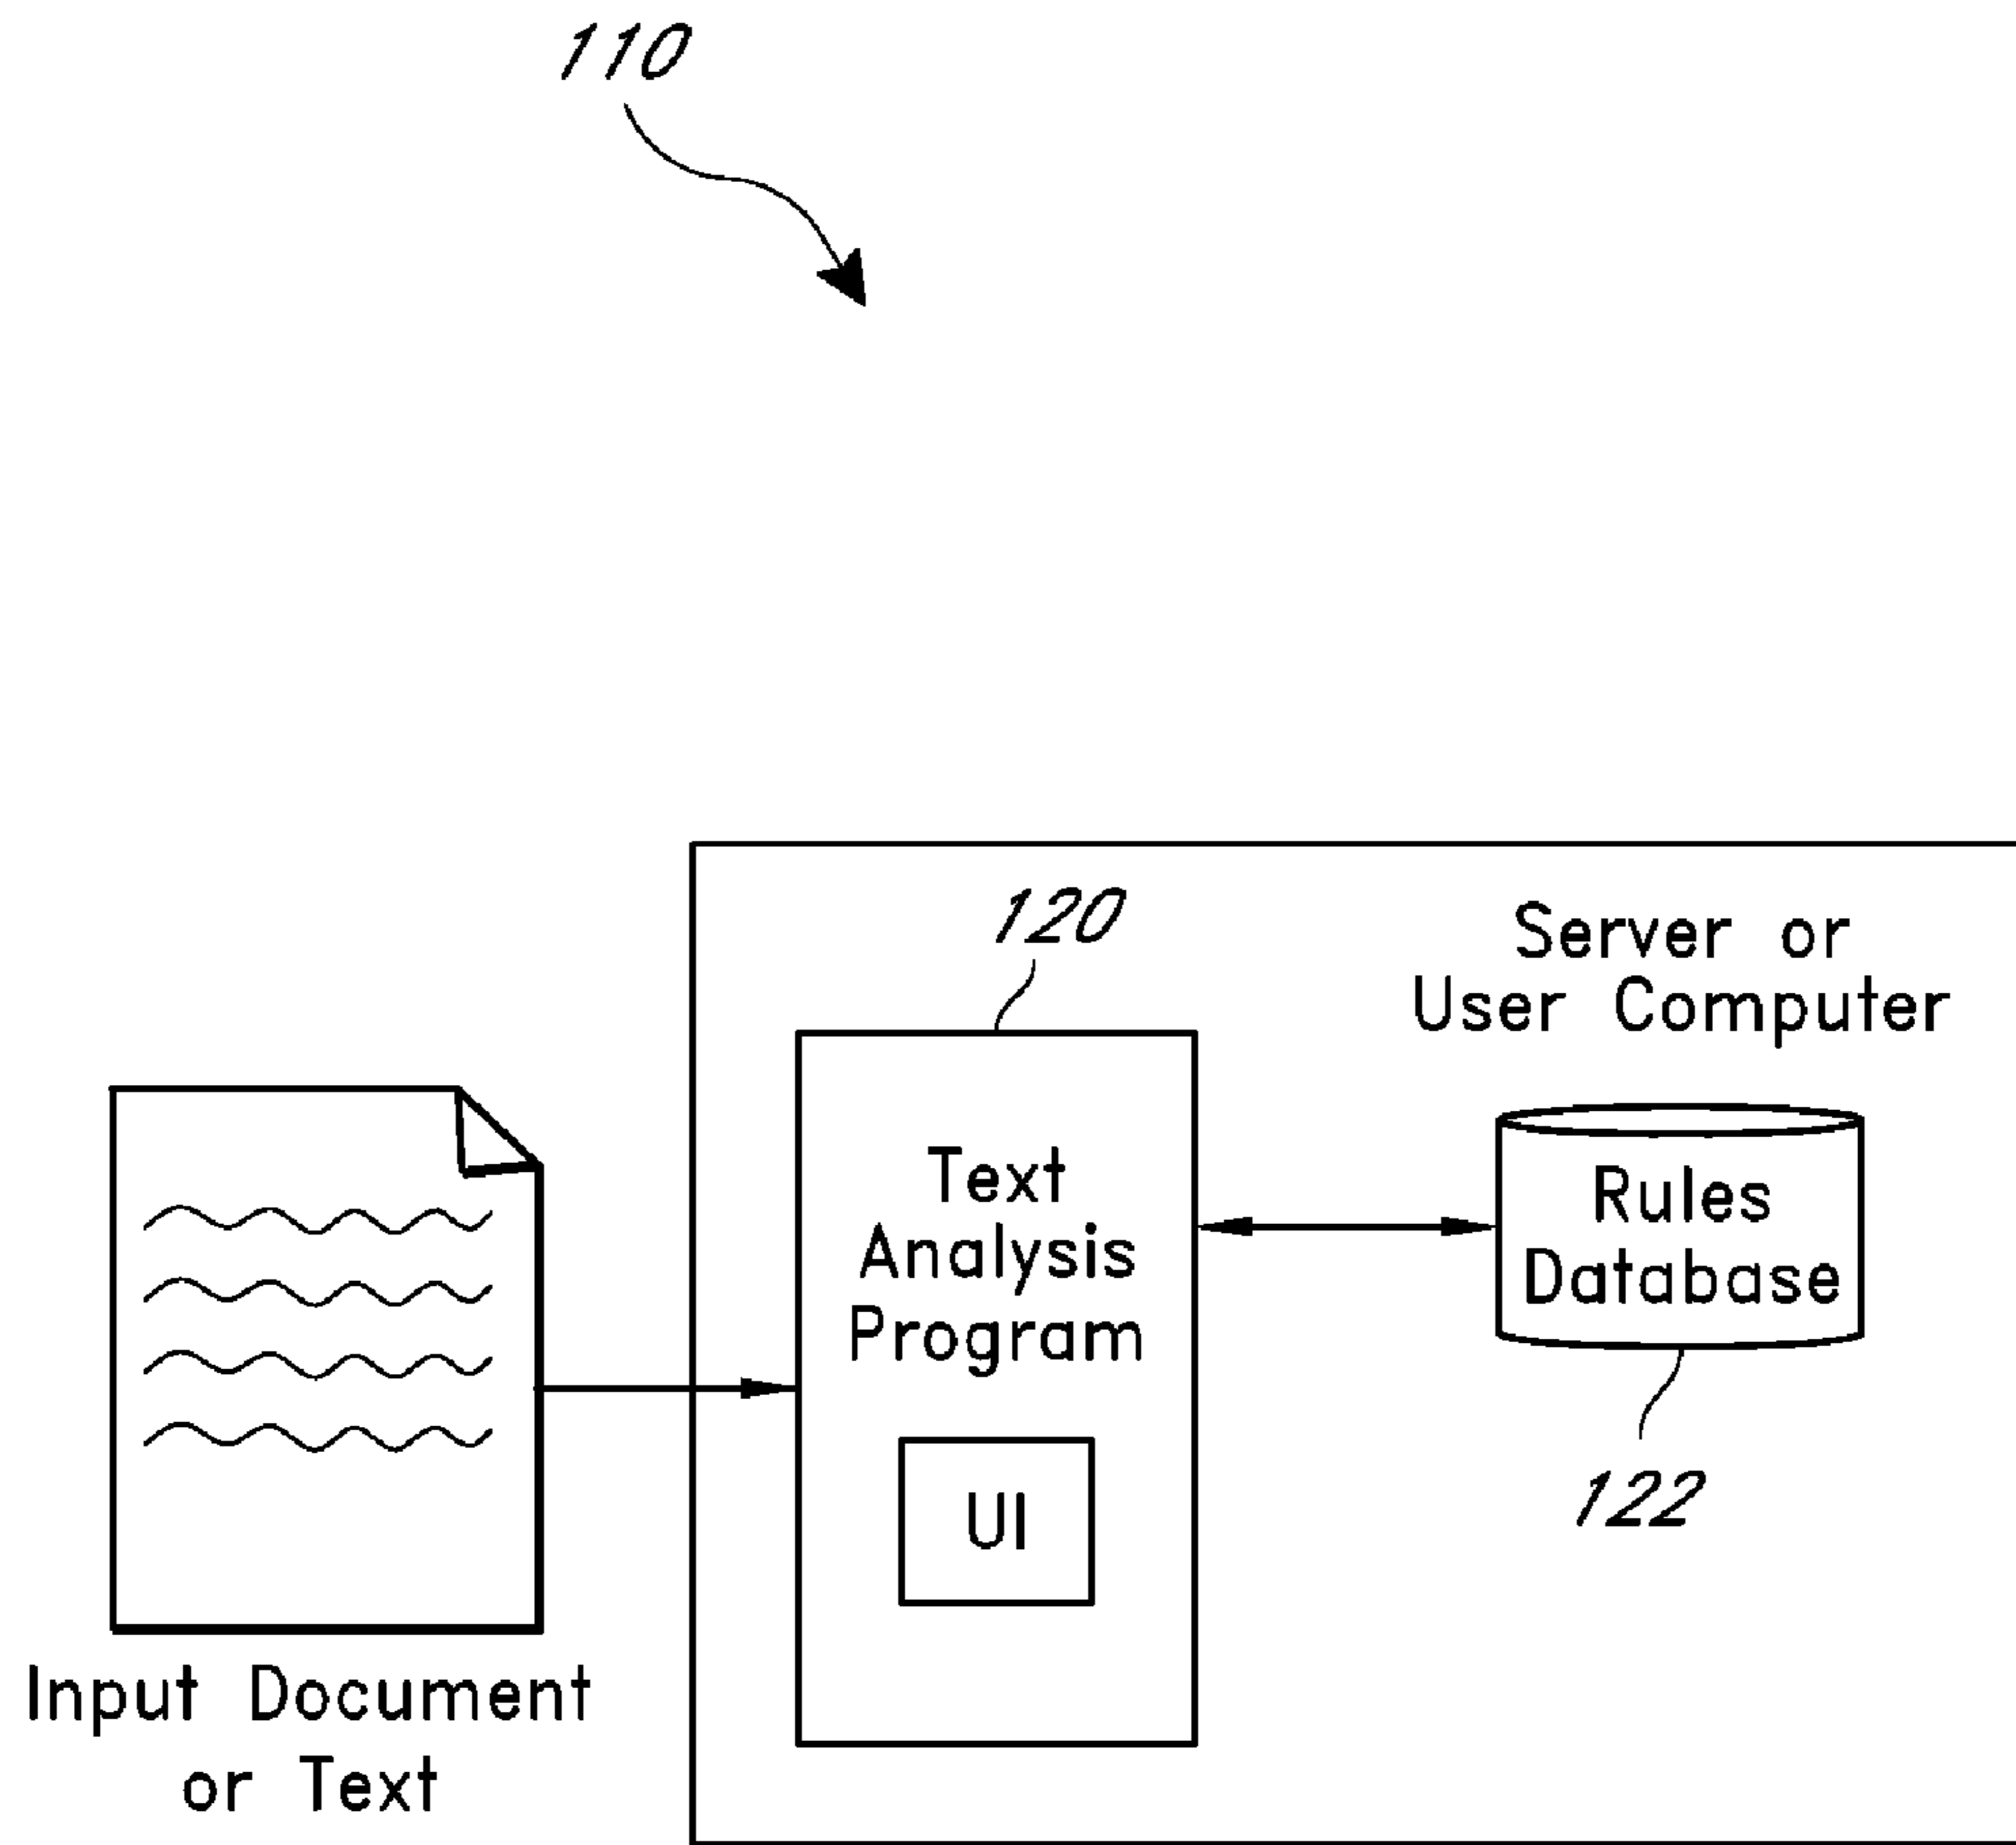 110
120
Server or
User Computer
Text
Analysis
Program
UI
Rules
Database
122
Input Document
or Text